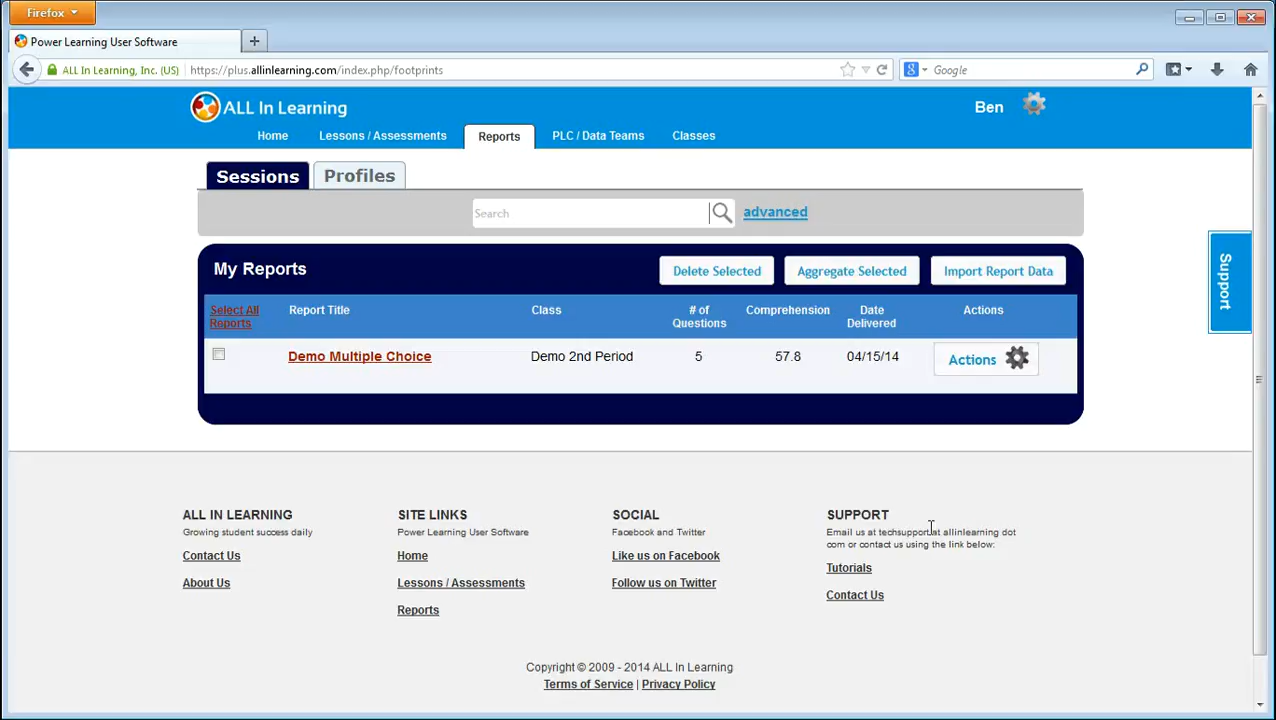 Firefox
Power Learning User Software
ALL In Learning, Inc. (US) https://plus.allinlearning.com/index.php/footprints Google
ALL In Learning Ben
Home Lessons / Assessments Reports PLC / Data Teams Classes
Sessions Profiles
Search advanced
Support
My Reports Delete Selected Aggregate Selected Import Report Data
Select All Reports Report Title Class # of Questions Comprehension Date Delivered Actions
Demo Multiple Choice Demo 2nd Period 5 57.8 04/15/14 Actions
ALL IN LEARNING SITE LINKS SOCIAL SUPPORT
Growing student success daily Power Learning User Software Facebook and Twitter Email us at techsupport at allinlearning dot
com or contact us using the link below:
Contact Us Home Like us on Facebook Tutorials
About Us Lessons / Assessments Follow us on Twitter Contact Us
Reports
Copyright © 2009 - 2014 ALL In Learning
Terms of Service | Privacy Policy